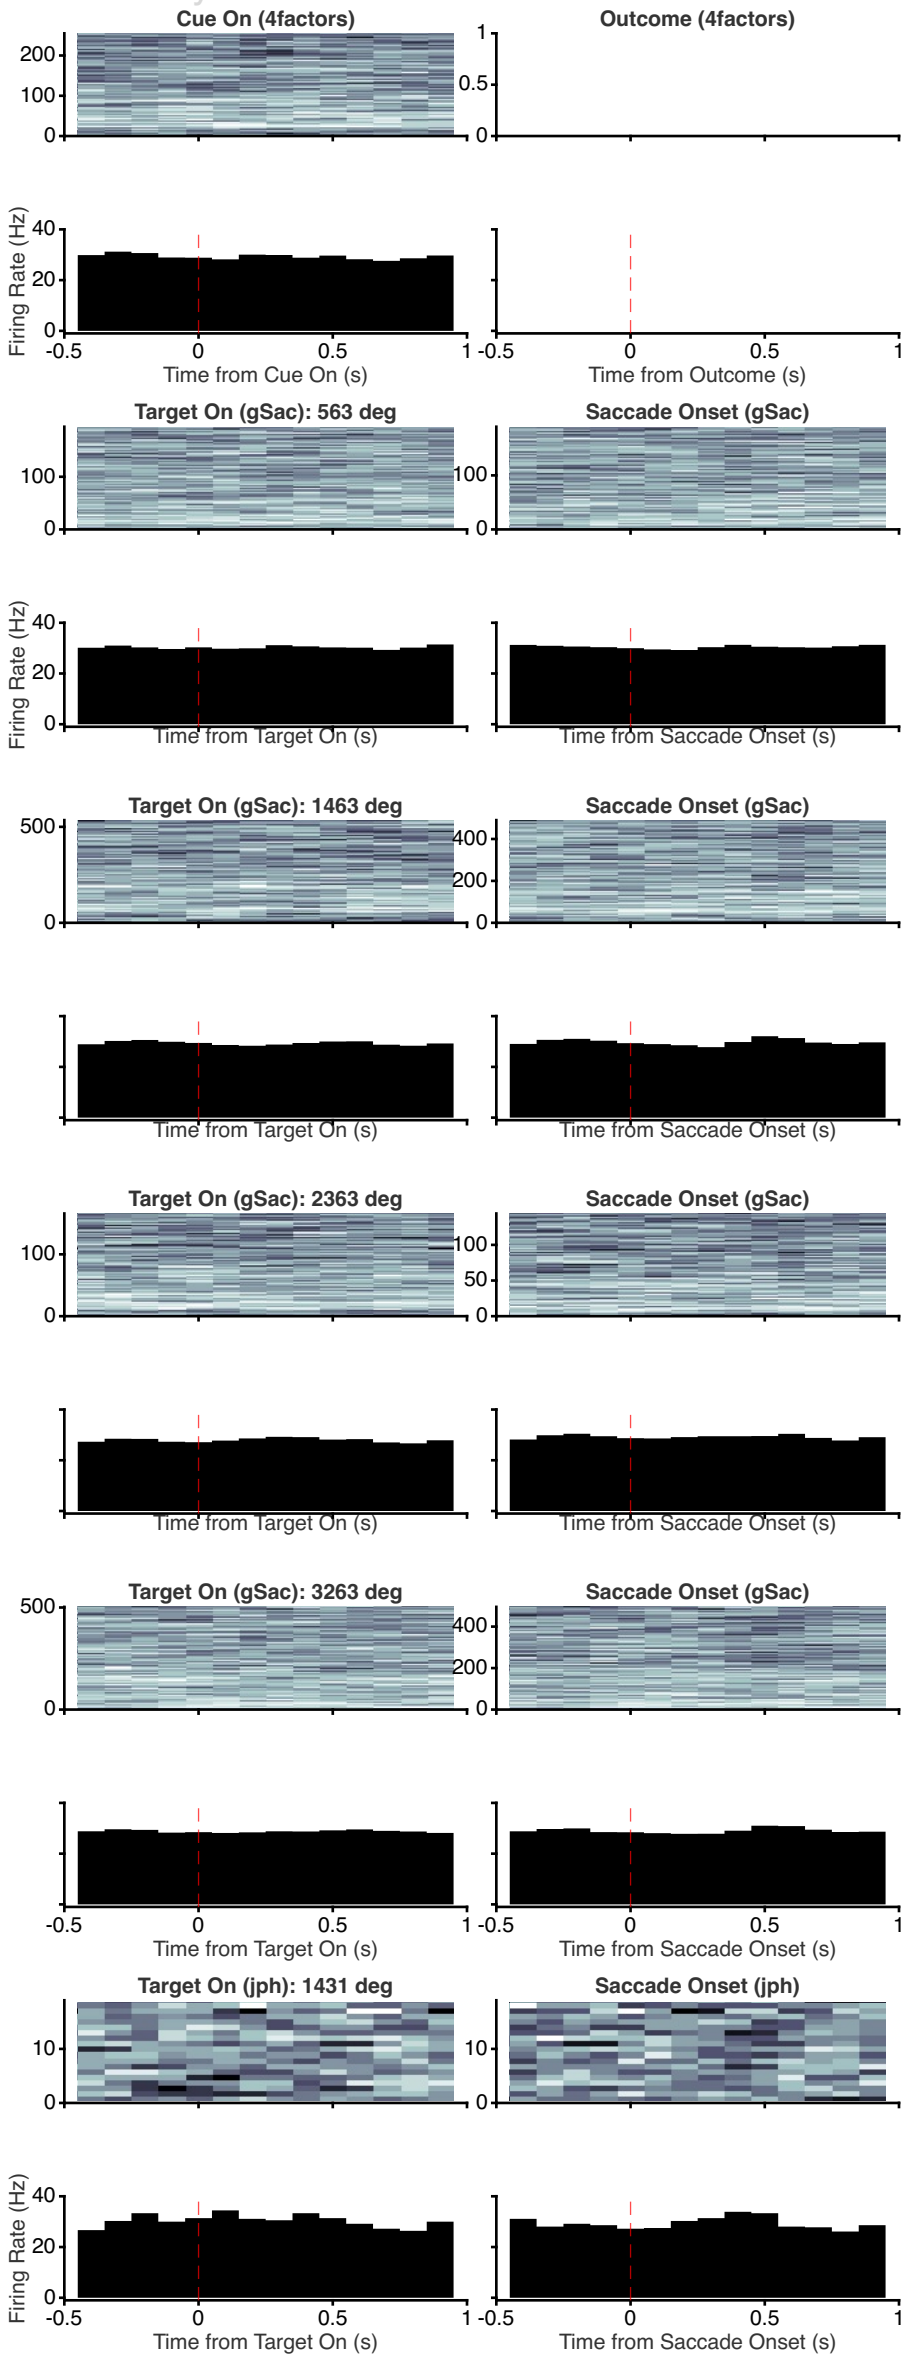 Cue On (4factors) Outcome (4factors)
200 100 0
1 0.5 0
Firing Rate (Hz)
40 20 0
-0.5 0 0.5 1 -0.5 0 0.5 1
Time from Cue On (s) Time from Outcome (s)
Target On (gSac): 563 deg Saccade Onset (gSac)
100 0
100 0
Firing Rate (Hz)
40 20 0
Time from Target On (s) Time from Saccade Onset (s)
Target On (gSac): 1463 deg Saccade Onset (gSac)
500 0
400 200 0
Time from Target On (s) Time from Saccade Onset (s)
Target On (gSac): 2363 deg Saccade Onset (gSac)
100 0
100 50 0
Time from Target On (s) Time from Saccade Onset (s)
Target On (gSac): 3263 deg Saccade Onset (gSac)
500 0
400 200 0
-0.5 0 0.5 1 -0.5 0 0.5 1
Time from Target On (s) Time from Saccade Onset (s)
Target On (jph): 1431 deg Saccade Onset (jph)
10 0
10 0
Firing Rate (Hz)
40 20 0
-0.5 0 0.5 1 -0.5 0 0.5 1
Time from Target On (s) Time from Saccade Onset (s)